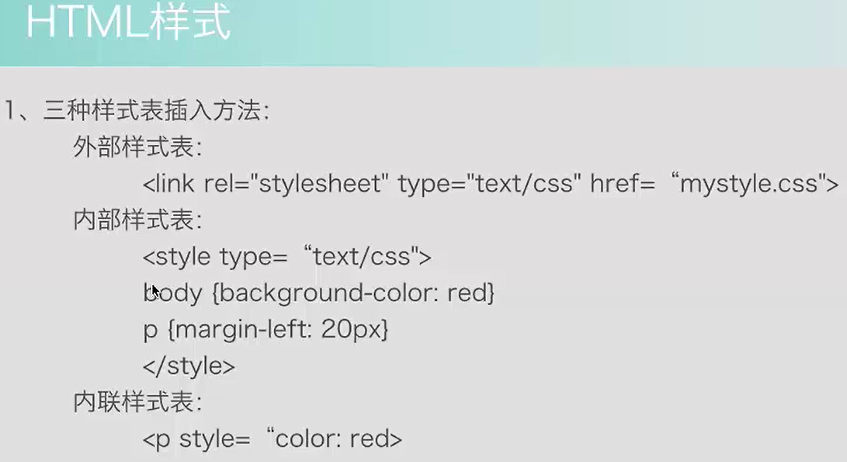 HTML样式
1、三种样式表插入方法：
外部样式表：
<link rel="stylesheet" type="text/css" href=“mystyle.css">
内部样式表：
<style type=“text/css">
body {background-color: red}
p {margin-left: 20px}
</style>
内联样式表：
<p style=“color: red>